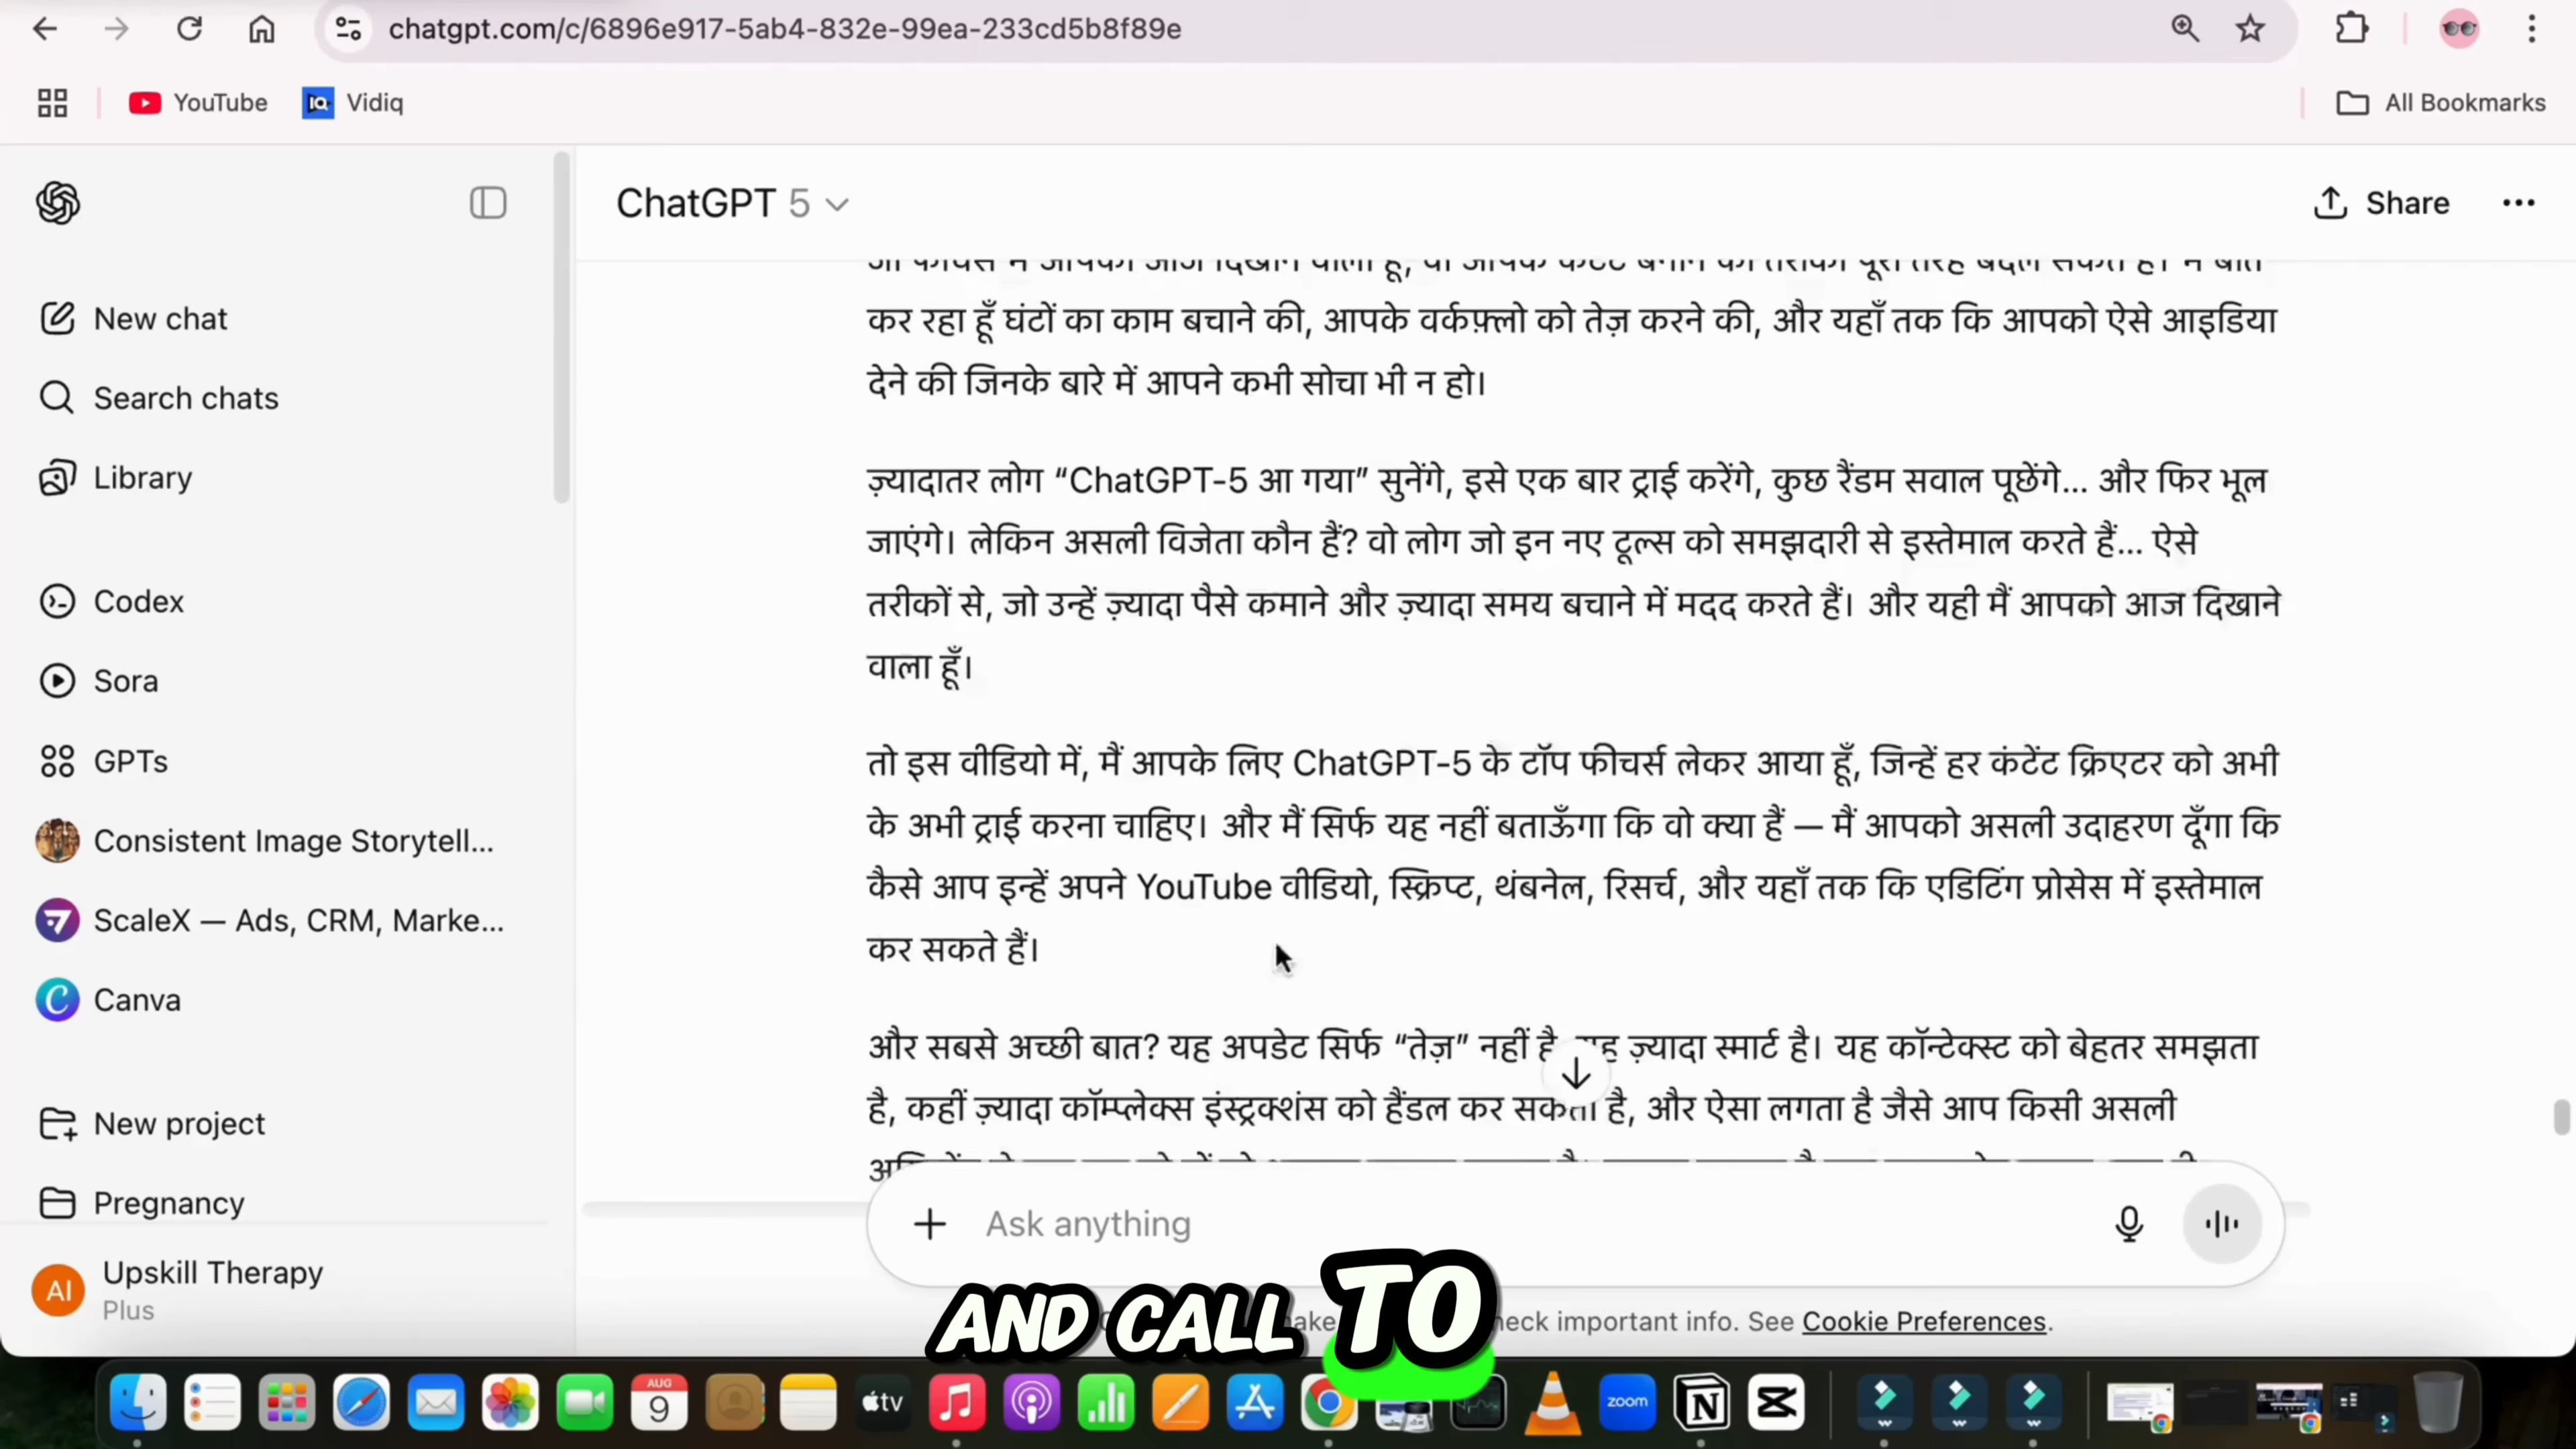 chatgpt.com/c/6896e917-5ab4-832e-99ea-233cd5b8f89e
YouTube
Vidiq
All Bookmarks
ChatGPT 5
Share
New chat
Search chats
Library
Codex
Sora
GPTs
Consistent Image Storytell...
ScaleX — Ads, CRM, Marke...
Canva
New project
Pregnancy
Upskill Therapy
Plus
कर रहा हूँ घंटों का काम बचाने की, आपके वर्कफ़्लो को तेज़ करने की, और यहाँ तक कि आपको ऐसे आइडिया
देने की जिनके बारे में आपने कभी सोचा भी न हो।
ज़्यादातर लोग “ChatGPT-5 आ गया” सुनेंगे, इसे एक बार ट्राई करेंगे, कुछ रैंडम सवाल पूछेंगे... और फिर भूल
जाएंगे। लेकिन असली विजेता कौन हैं? वो लोग जो इन नए टूल्स को समझदारी से इस्तेमाल करते हैं... ऐसे
तरीकों से, जो उन्हें ज़्यादा पैसे कमाने और ज़्यादा समय बचाने में मदद करते हैं। और यही मैं आपको आज दिखाने
वाला हूँ।
तो इस वीडियो में, मैं आपके लिए ChatGPT-5 के टॉप फीचर्स लेकर आया हूँ, जिन्हें हर कंटेंट क्रिएटर को अभी
के अभी ट्राई करना चाहिए। और मैं सिर्फ यह नहीं बताऊँगा कि वो क्या हैं — मैं आपको असली उदाहरण दूँगा कि
कैसे आप इन्हें अपने YouTube वीडियो, स्क्रिप्ट, थंबनेल, रिसर्च, और यहाँ तक कि एडिटिंग प्रोसेस में इस्तेमाल
कर सकते हैं।
और सबसे अच्छी बात? यह अपडेट सिर्फ “तेज़” नहीं है ज़्यादा स्मार्ट है। यह कॉन्टेक्स्ट को बेहतर समझता
है, कहीं ज़्यादा कॉम्प्लेक्स इंस्ट्रक्शंस को हैंडल कर सकता है, और ऐसा लगता है जैसे आप किसी असली
Ask anything
AND CALL TO
important info. See Cookie Preferences.
AUG
9
tv
zoom